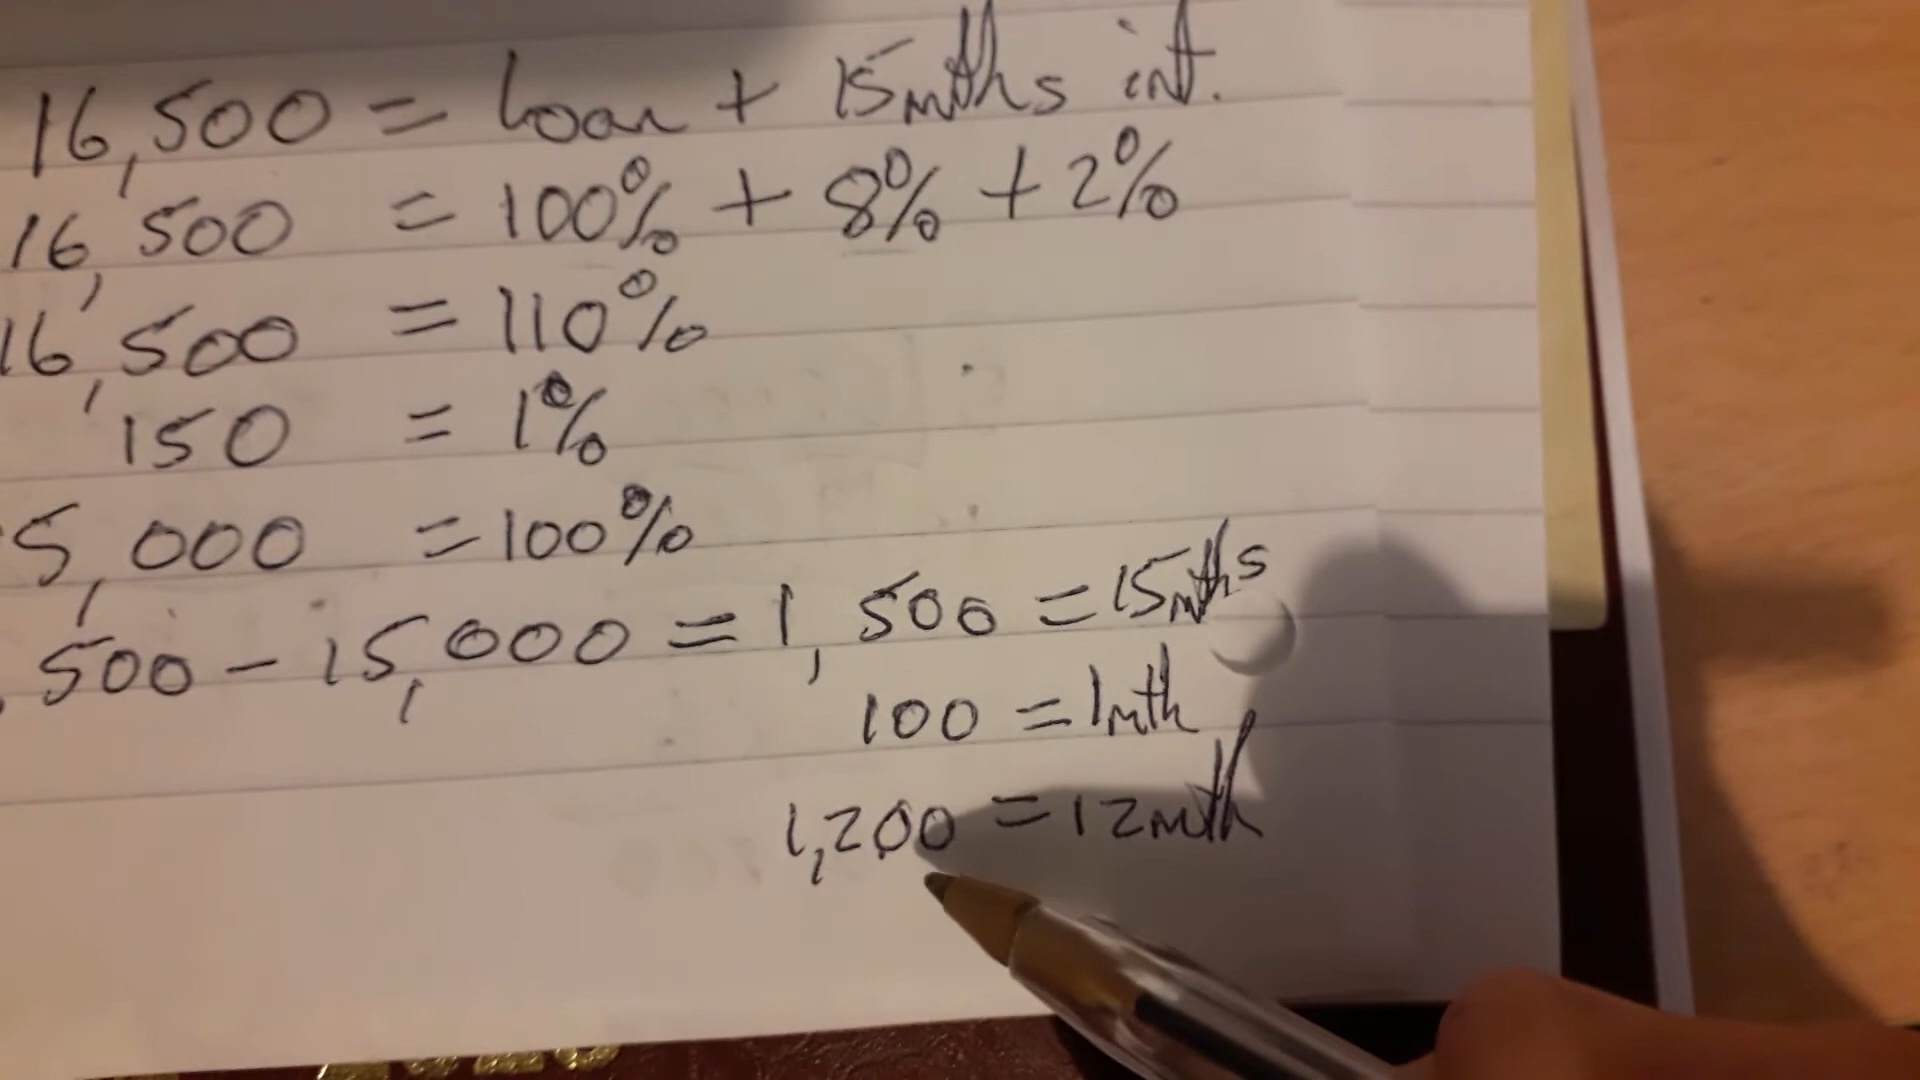 16,500 = Loan + 15mths int.
16,500 = 100% + 8% + 2%
16,500 = 110%
150 = 1%
5,000 = 100%
,500 - 15,000 = 1,500 = 15mths
100 = 1mth
1,200 = 12mth